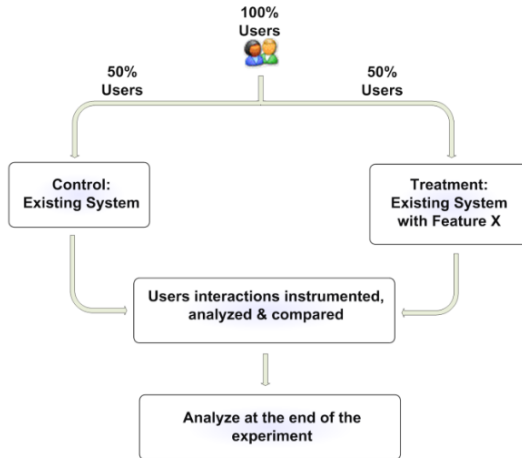 100%
Users
50%
Users
50%
Users
Control:
Existing System
Treatment:
Existing System
with Feature X
Users interactions instrumented,
analyzed & compared
Analyze at the end of the
experiment